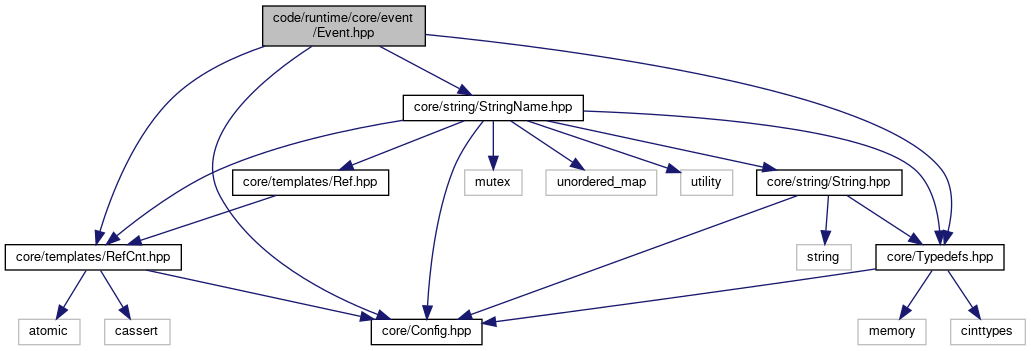 code/runtime/core/event
/Event.hpp
core/string/StringName.hpp
core/templates/Ref.hpp
mutex
unordered_map
utility
core/string/String.hpp
core/templates/RefCnt.hpp
string
core/Typedefs.hpp
atomic
cassert
core/Config.hpp
memory
cinttypes